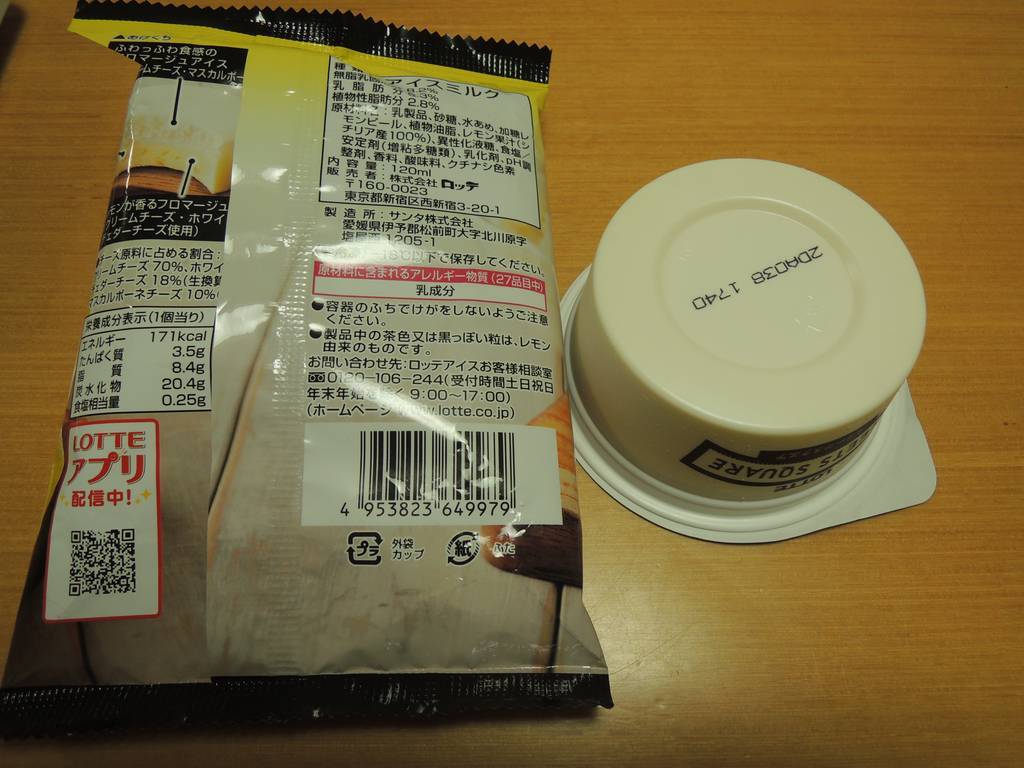 ▲あけくち
ふわっふわ食感の
ロマージュアイス
ームチーズ・マスカルポー
モンが香るフロマージュ
リームチーズ・ホワイ
ェダーチーズ使用)
チーズ原料に占める割合:
リームチーズ 70%、ホワイ
ェダーチーズ 18%(生換算
マスカルポーネチーズ 10%(
栄養成分表示(1個当り)
エネルギー 171kcal
たんぱく質 3.5g
脂 質 8.4g
炭水化物 20.4g
食塩相当量 0.25g
LOTTE
アプリ
配信中!
アイスミルク
無脂乳固
乳脂肪分
植物性脂肪分 2.8%
原材料名:乳製品、砂糖、水あめ、加糖レ
モンピール、植物油脂、レモン果汁(シ
チリア産100%)、異性化液糖、食塩/
安定剤(増粘多糖類)、乳化剤、pH調
整剤、香料、酸味料、クチナシ色素
内容量:120ml
販売者:株式会社 ロッテ
〒160-0023
東京都新宿区西新宿3-20-1
製造所:サンタ株式会社
愛媛県伊予郡松前町大字北川原字
塩屋西1205-1
18℃以下で保存してください。
原材料に含まれるアレルギー物質(27品目中)
乳成分
●容器のふちでけがをしないようご注意
ください。
●製品中の茶色又は黒っぽい粒は、レモン
由来のものです。
お問い合わせ先:ロッテアイスお客様相談室
0120-106-244(受付時間土日祝日
年末年始 9:00〜17:00)
(ホームページ www.lotte.co.jp)
4 953823 649979
プラ 外袋
カップ
紙 ふた
2DA038 1740
T'S SQUARE
LOTTE